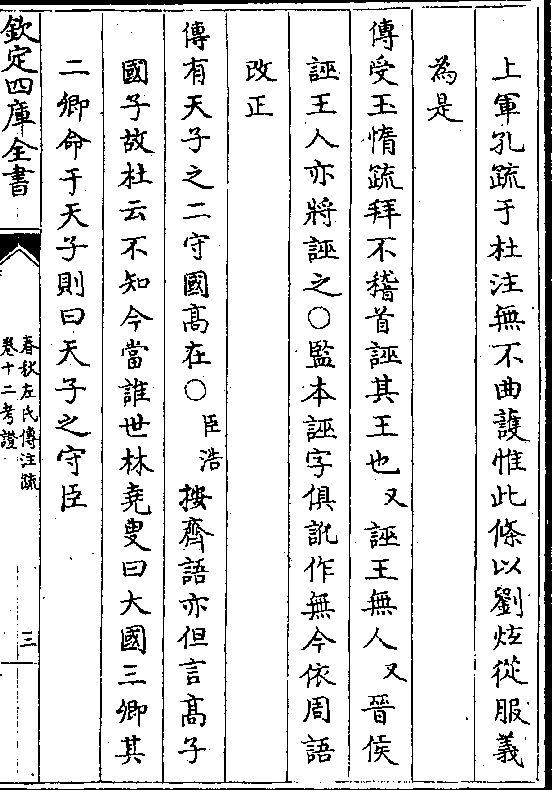 上軍孔疏于杜注無不曲護惟此條以劉炫從服義
為是
傳受玉惰疏拜不稽首誣其王也又誣王無人又晉侯
誣王人亦將誣之〇監本誣字俱訛作無今依周語
改正
傳有天子之二守國髙在〇臣浩按齊語亦但言髙子
國子故杜云不知今當誰世林堯叟曰大國三卿其
二卿命于天子則曰天子之守臣
欽定四庫全書
春秋左氏傳注疏
卷十二考證
三